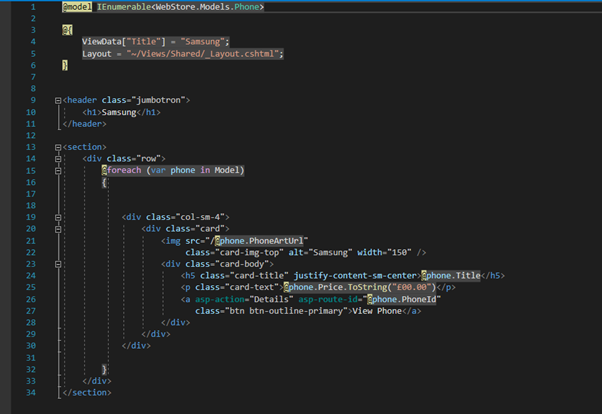 1 @model IEnumerable<WebStore.Models.Phone>
2
3 @{
4 ViewData["Title"] = "Samsung";
5 Layout = "~/Views/Shared/_Layout.cshtml";
6 }
7
8
9 <header class="jumbotron">
10 <h1>Samsung</h1>
11 </header>
12
13 <section>
14 <div class="row">
15 @foreach (var phone in Model)
16 {
17
18
19 <div class="col-sm-4">
20 <div class="card">
21 <img src="/@phone.PhoneArtUrl"
22 class="card-img-top" alt="Samsung" width="150" />
23 <div class="card-body">
24 <h5 class="card-title" justify-content-sm-center>@phone.Title</h5>
25 <p class="card-text">@phone.Price.ToString("£00.00")</p>
26 <a asp-action="Details" asp-route-id="@phone.PhoneId"
27 class="btn btn-outline-primary">View Phone</a>
28 </div>
29 </div>
30 </div>
31
32 }
33 </div>
34 </section>